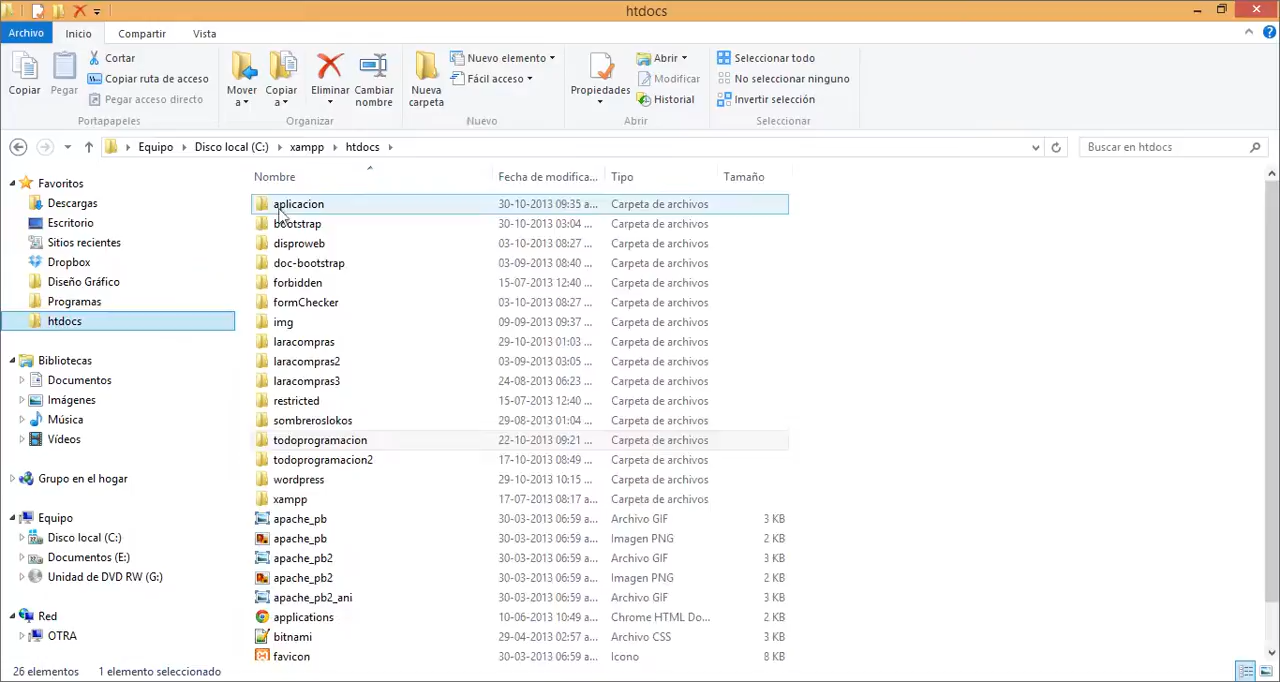 htdocs
Archivo Inicio Compartir Vista
Copiar
Pegar
Cortar
Copiar ruta de acceso
Pegar acceso directo
Portapapeles
Mover a
Copiar a
Eliminar
Cambiar nombre
Organizar
Nueva carpeta
Nuevo elemento
Fácil acceso
Nuevo
Propiedades
Abrir
Modificar
Historial
Abrir
Seleccionar todo
No seleccionar ninguno
Invertir selección
Seleccionar
Equipo Disco local (C:) xampp htdocs
Buscar en htdocs
Favoritos
Descargas
Escritorio
Sitios recientes
Dropbox
Diseño Gráfico
Programas
htdocs
Bibliotecas
Documentos
Imágenes
Música
Vídeos
Grupo en el hogar
Equipo
Disco local (C:)
Documentos (E:)
Unidad de DVD RW (G:)
Red
OTRA
Nombre Fecha de modifica... Tipo Tamaño
aplicacion 30-10-2013 09:35 a... Carpeta de archivos
bootstrap 30-10-2013 03:04 ... Carpeta de archivos
disproweb 03-10-2013 08:27 ... Carpeta de archivos
doc-bootstrap 03-09-2013 08:40 ... Carpeta de archivos
forbidden 15-07-2013 12:40 ... Carpeta de archivos
formChecker 03-10-2013 08:27 ... Carpeta de archivos
img 09-09-2013 09:37 ... Carpeta de archivos
laracompras 29-10-2013 01:03 ... Carpeta de archivos
laracompras2 03-09-2013 03:05 ... Carpeta de archivos
laracompras3 24-08-2013 06:23 ... Carpeta de archivos
restricted 15-07-2013 12:40 ... Carpeta de archivos
sombreroslokos 29-08-2013 01:04 ... Carpeta de archivos
todoprogramacion 22-10-2013 09:21 ... Carpeta de archivos
todoprogramacion2 17-10-2013 08:49 ... Carpeta de archivos
wordpress 29-10-2013 10:15 ... Carpeta de archivos
xampp 17-07-2013 08:17 a... Carpeta de archivos
apache_pb 30-03-2013 06:59 a... Archivo GIF 3 KB
apache_pb 30-03-2013 06:59 a... Imagen PNG 2 KB
apache_pb2 30-03-2013 06:59 a... Archivo GIF 3 KB
apache_pb2 30-03-2013 06:59 a... Imagen PNG 2 KB
apache_pb2_ani 30-03-2013 06:59 a... Archivo GIF 3 KB
applications 10-06-2013 10:49 a... Chrome HTML Do... 2 KB
bitnami 29-04-2013 02:57 a... Archivo CSS 3 KB
favicon 30-03-2013 06:59 a... Icono 8 KB
26 elementos 1 elemento seleccionado